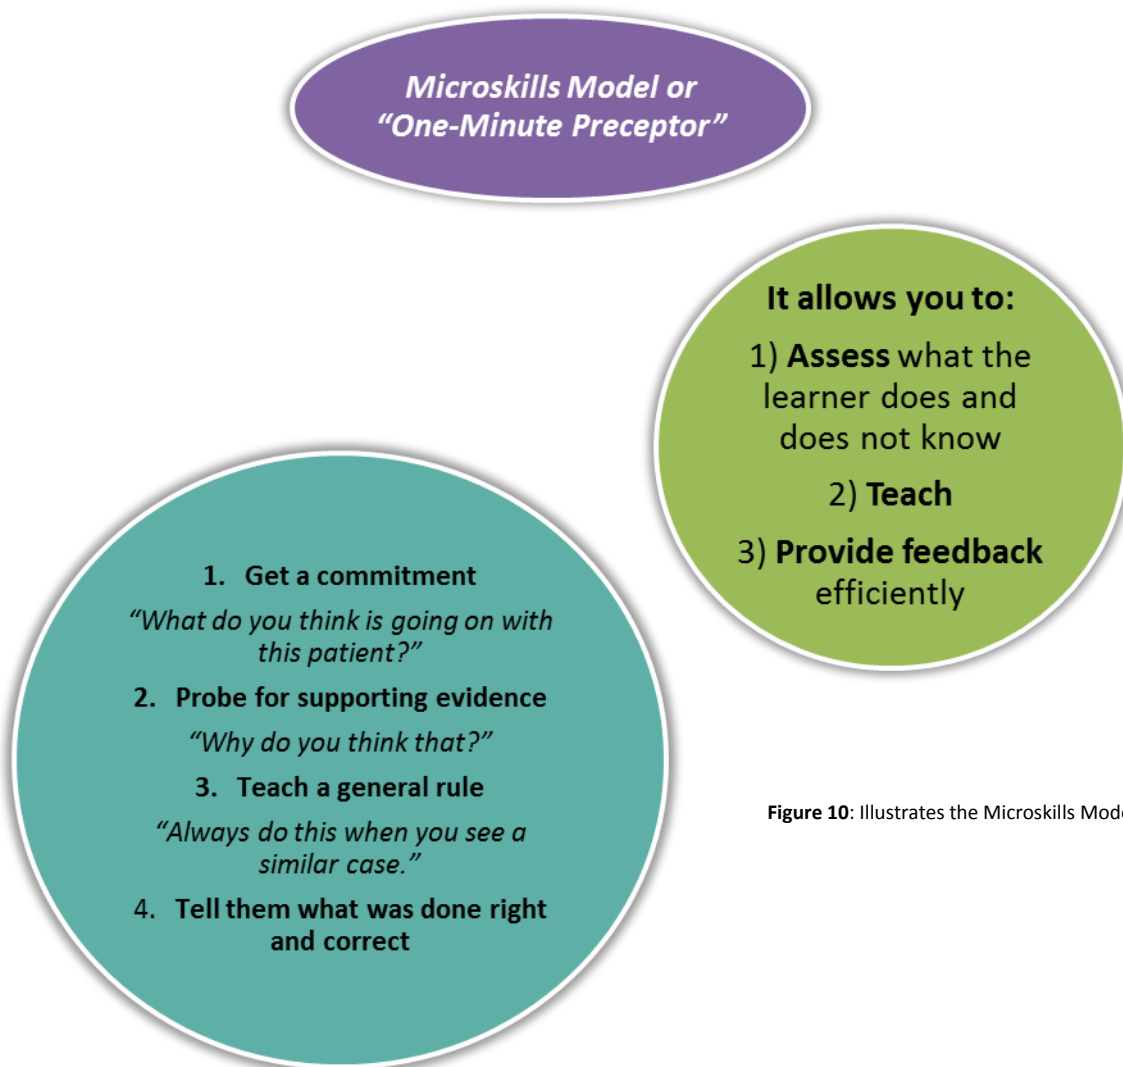 Microskills Model or
“One-Minute Preceptor”
It allows you to:
1) Assess what the
learner does and
does not know
2) Teach
3) Provide feedback
efficiently
1. Get a commitment
“What do you think is going on with
this patient?”
2. Probe for supporting evidence
“Why do you think that?”
3. Teach a general rule
“Always do this when you see a
similar case.”
4. Tell them what was done right
and correct
Figure 10: Illustrates the Microskills